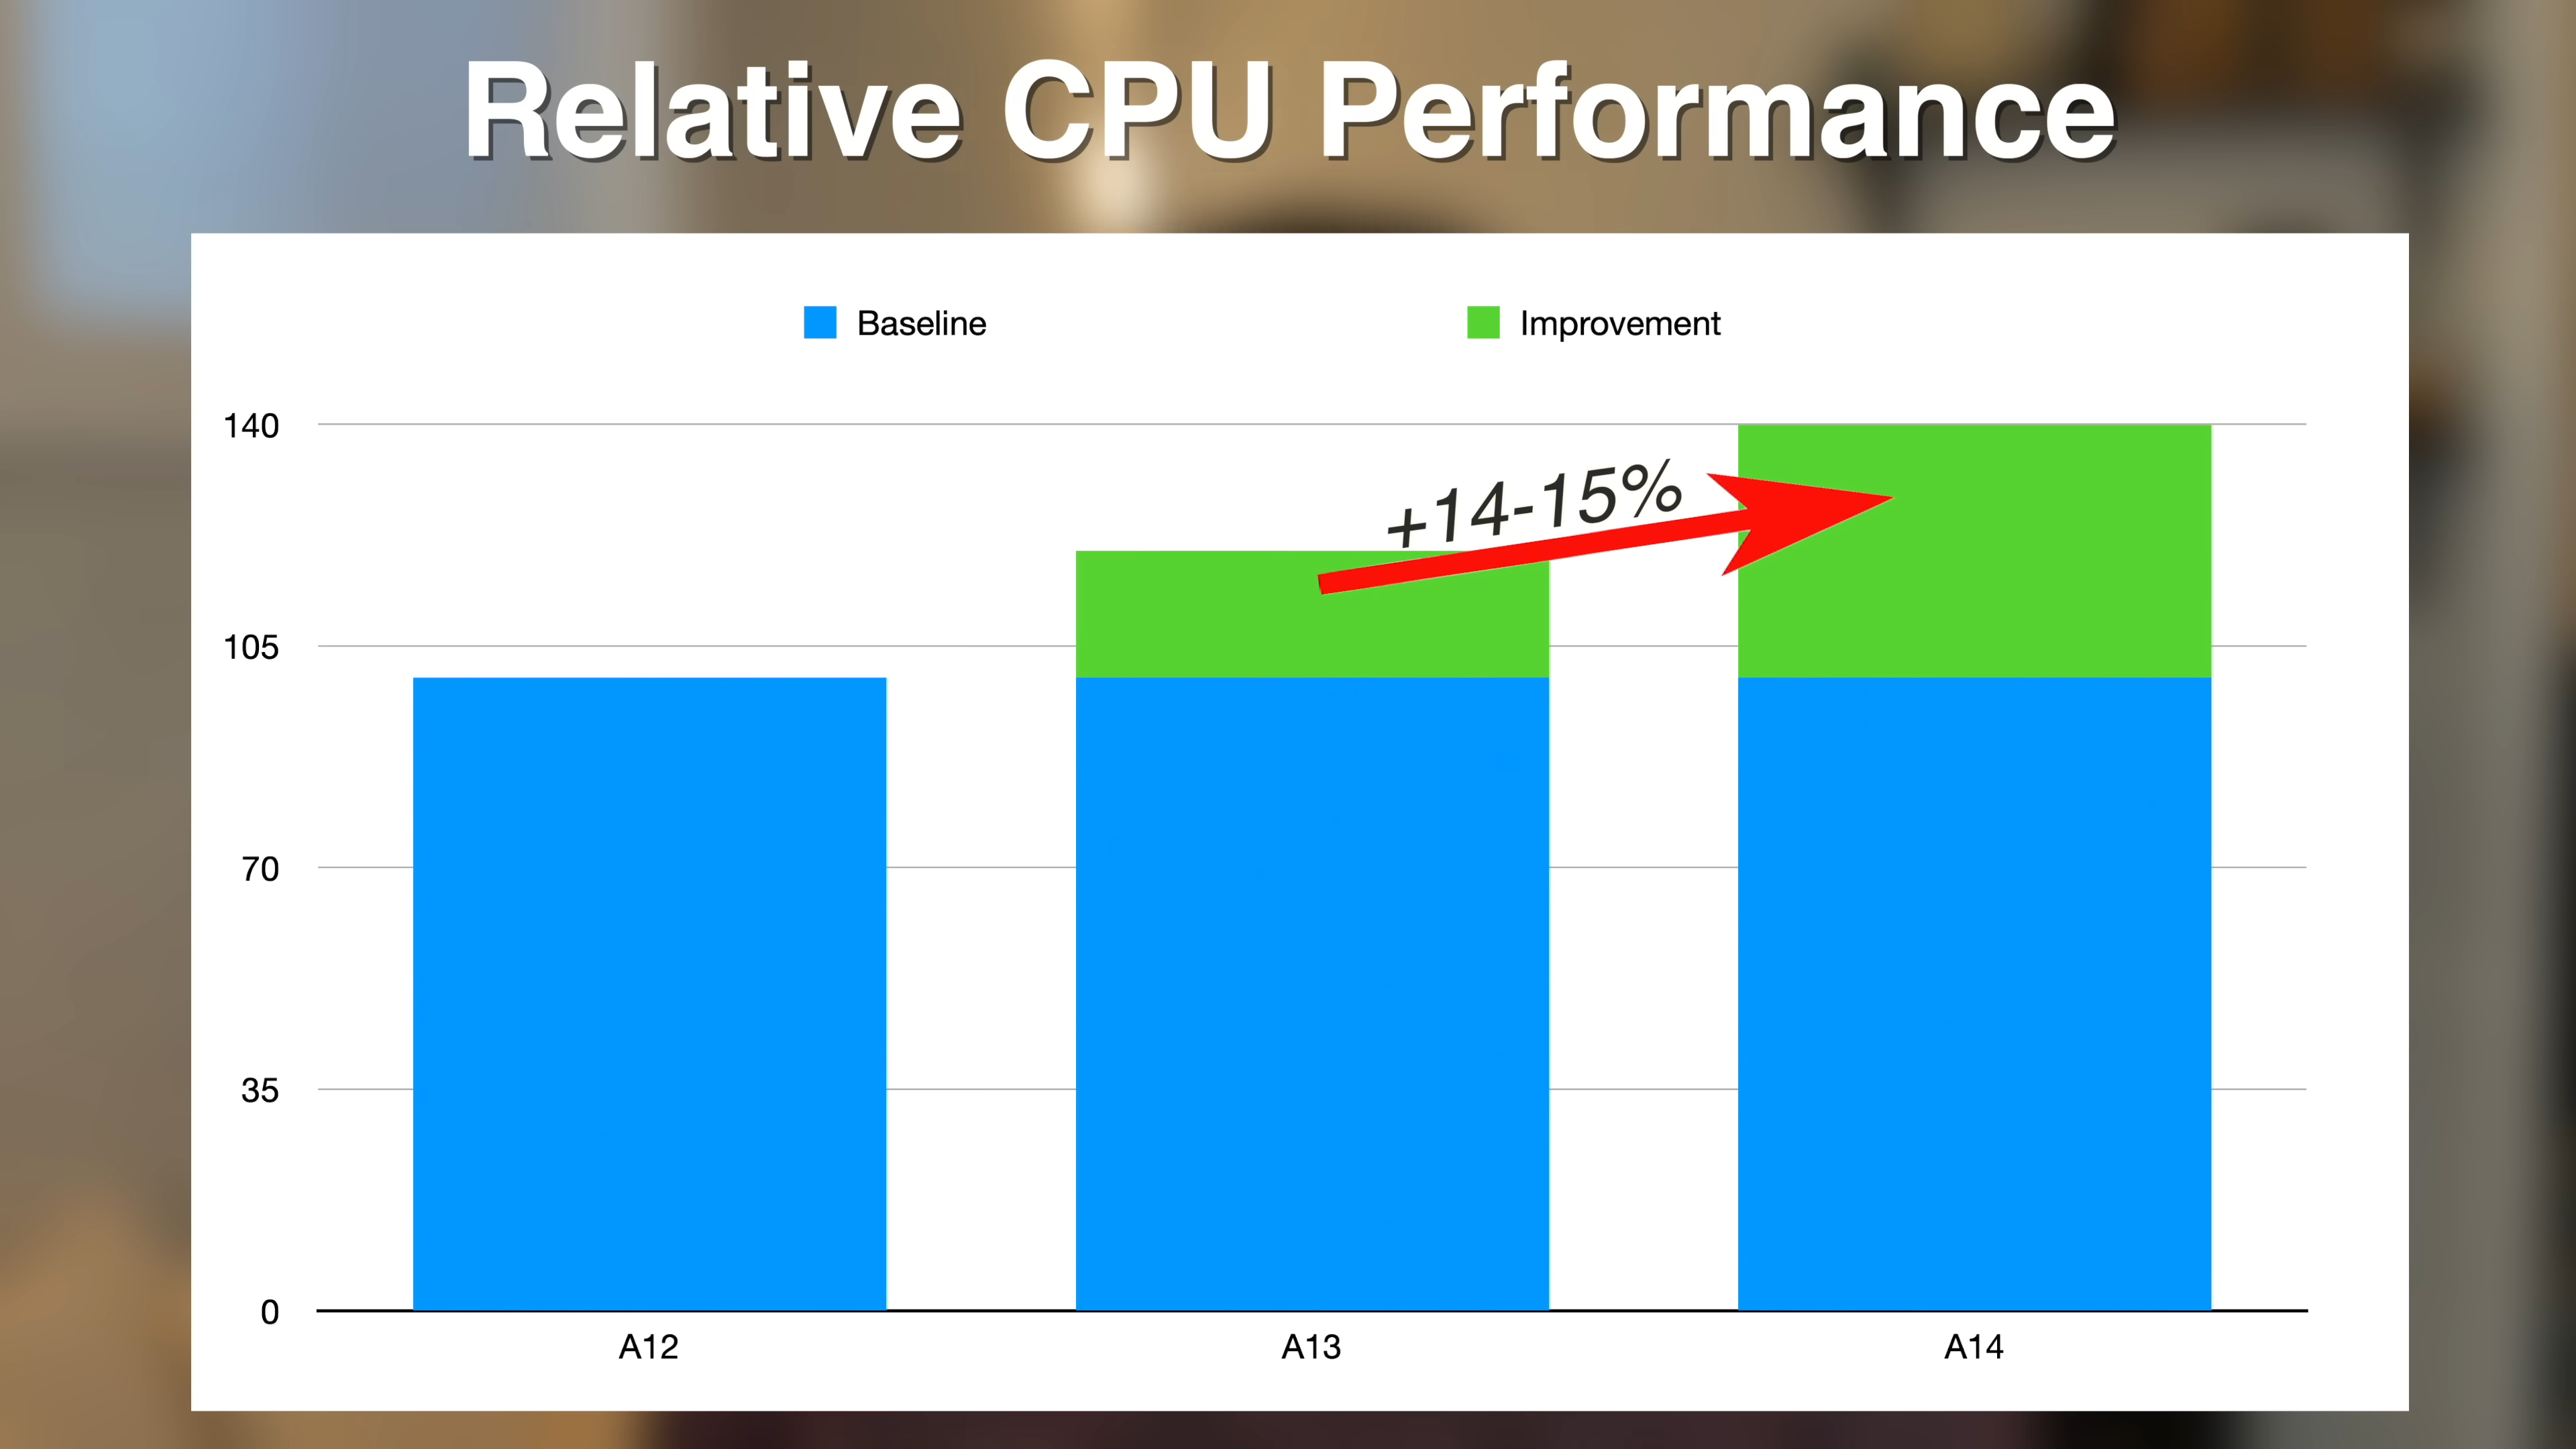 Relative CPU Performance
Baseline
Improvement
140
+14-15%
105
70
35
0
A12
A13
A14